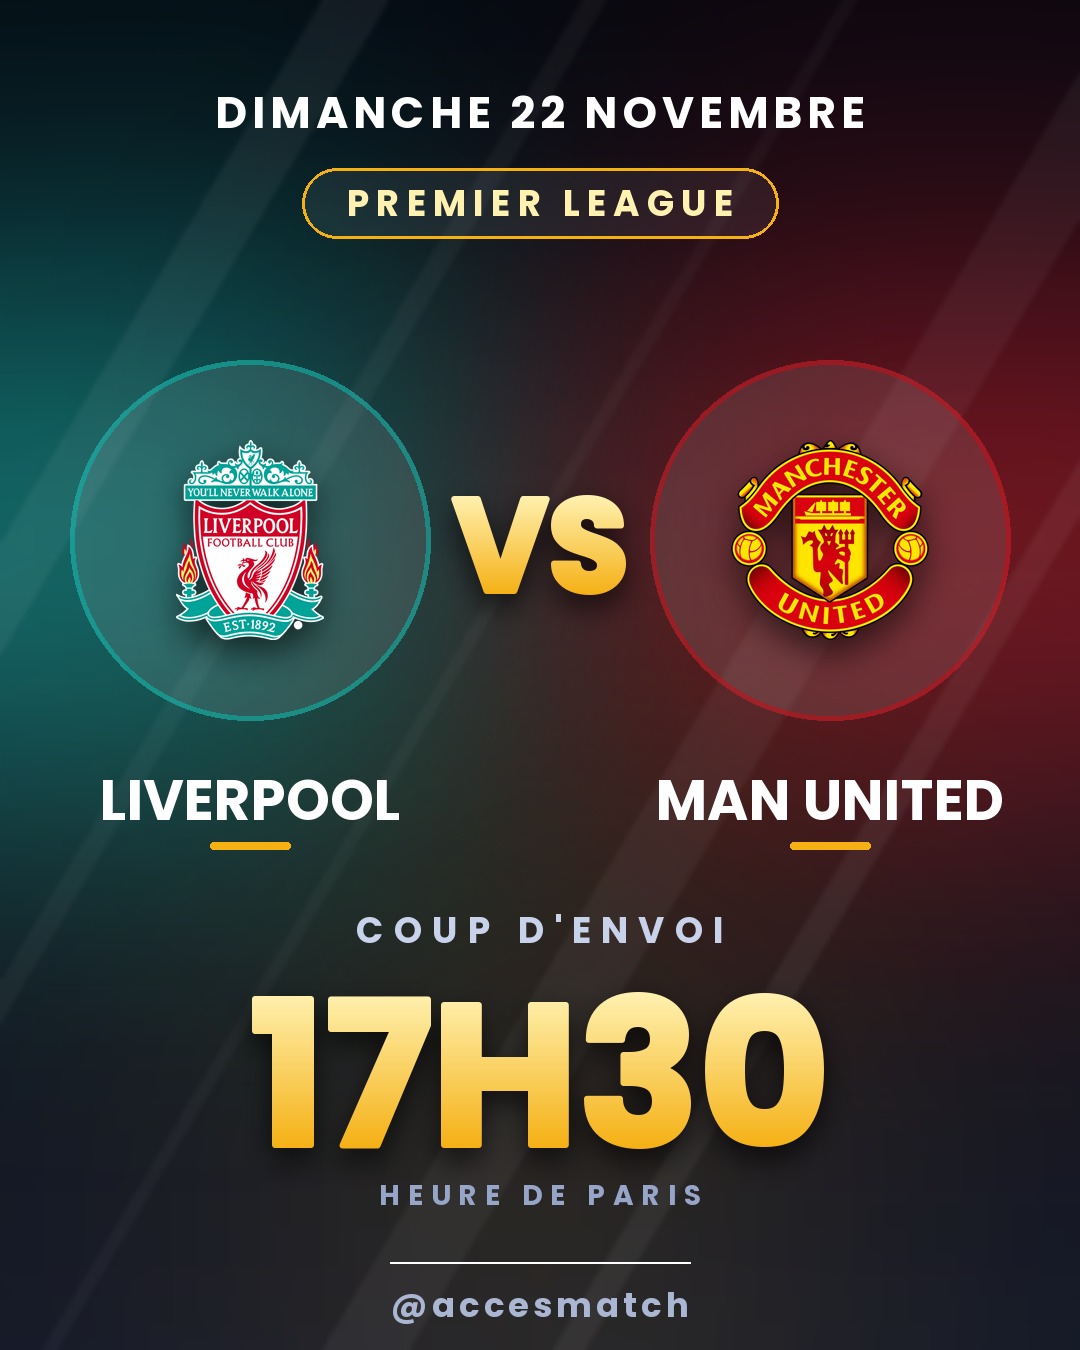 DIMANCHE 22 NOVEMBRE
PREMIER LEAGUE
YOU'LL NEVER WALK ALONE
LIVERPOOL
FOOTBALL CLUB
EST·1892
VS
MANCHESTER
UNITED
LIVERPOOL
MAN UNITED
COUP D'ENVOI
17H30
HEURE DE PARIS
@accesmatch